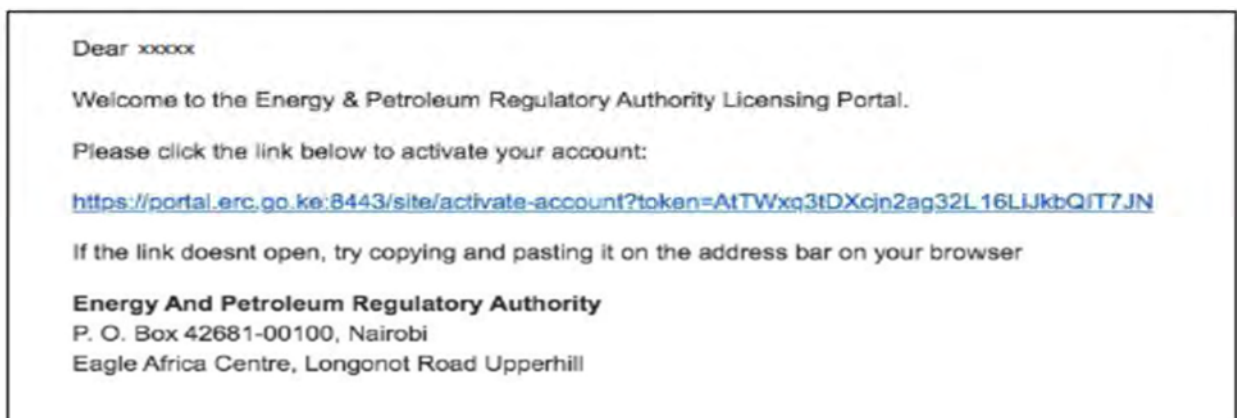 Dear xxxxx
Welcome to the Energy & Petroleum Regulatory Authority Licensing Portal.
Please click the link below to activate your account:
https://portal.erc.go.ke:8443/site/activate-account?token=AtTWxq3tDXcjn2ag32L16LiJkbQIT7JN
If the link doesnt open, try copying and pasting it on the address bar on your browser
Energy And Petroleum Regulatory Authority
P. O. Box 42681-00100, Nairobi
Eagle Africa Centre, Longonot Road Upperhill